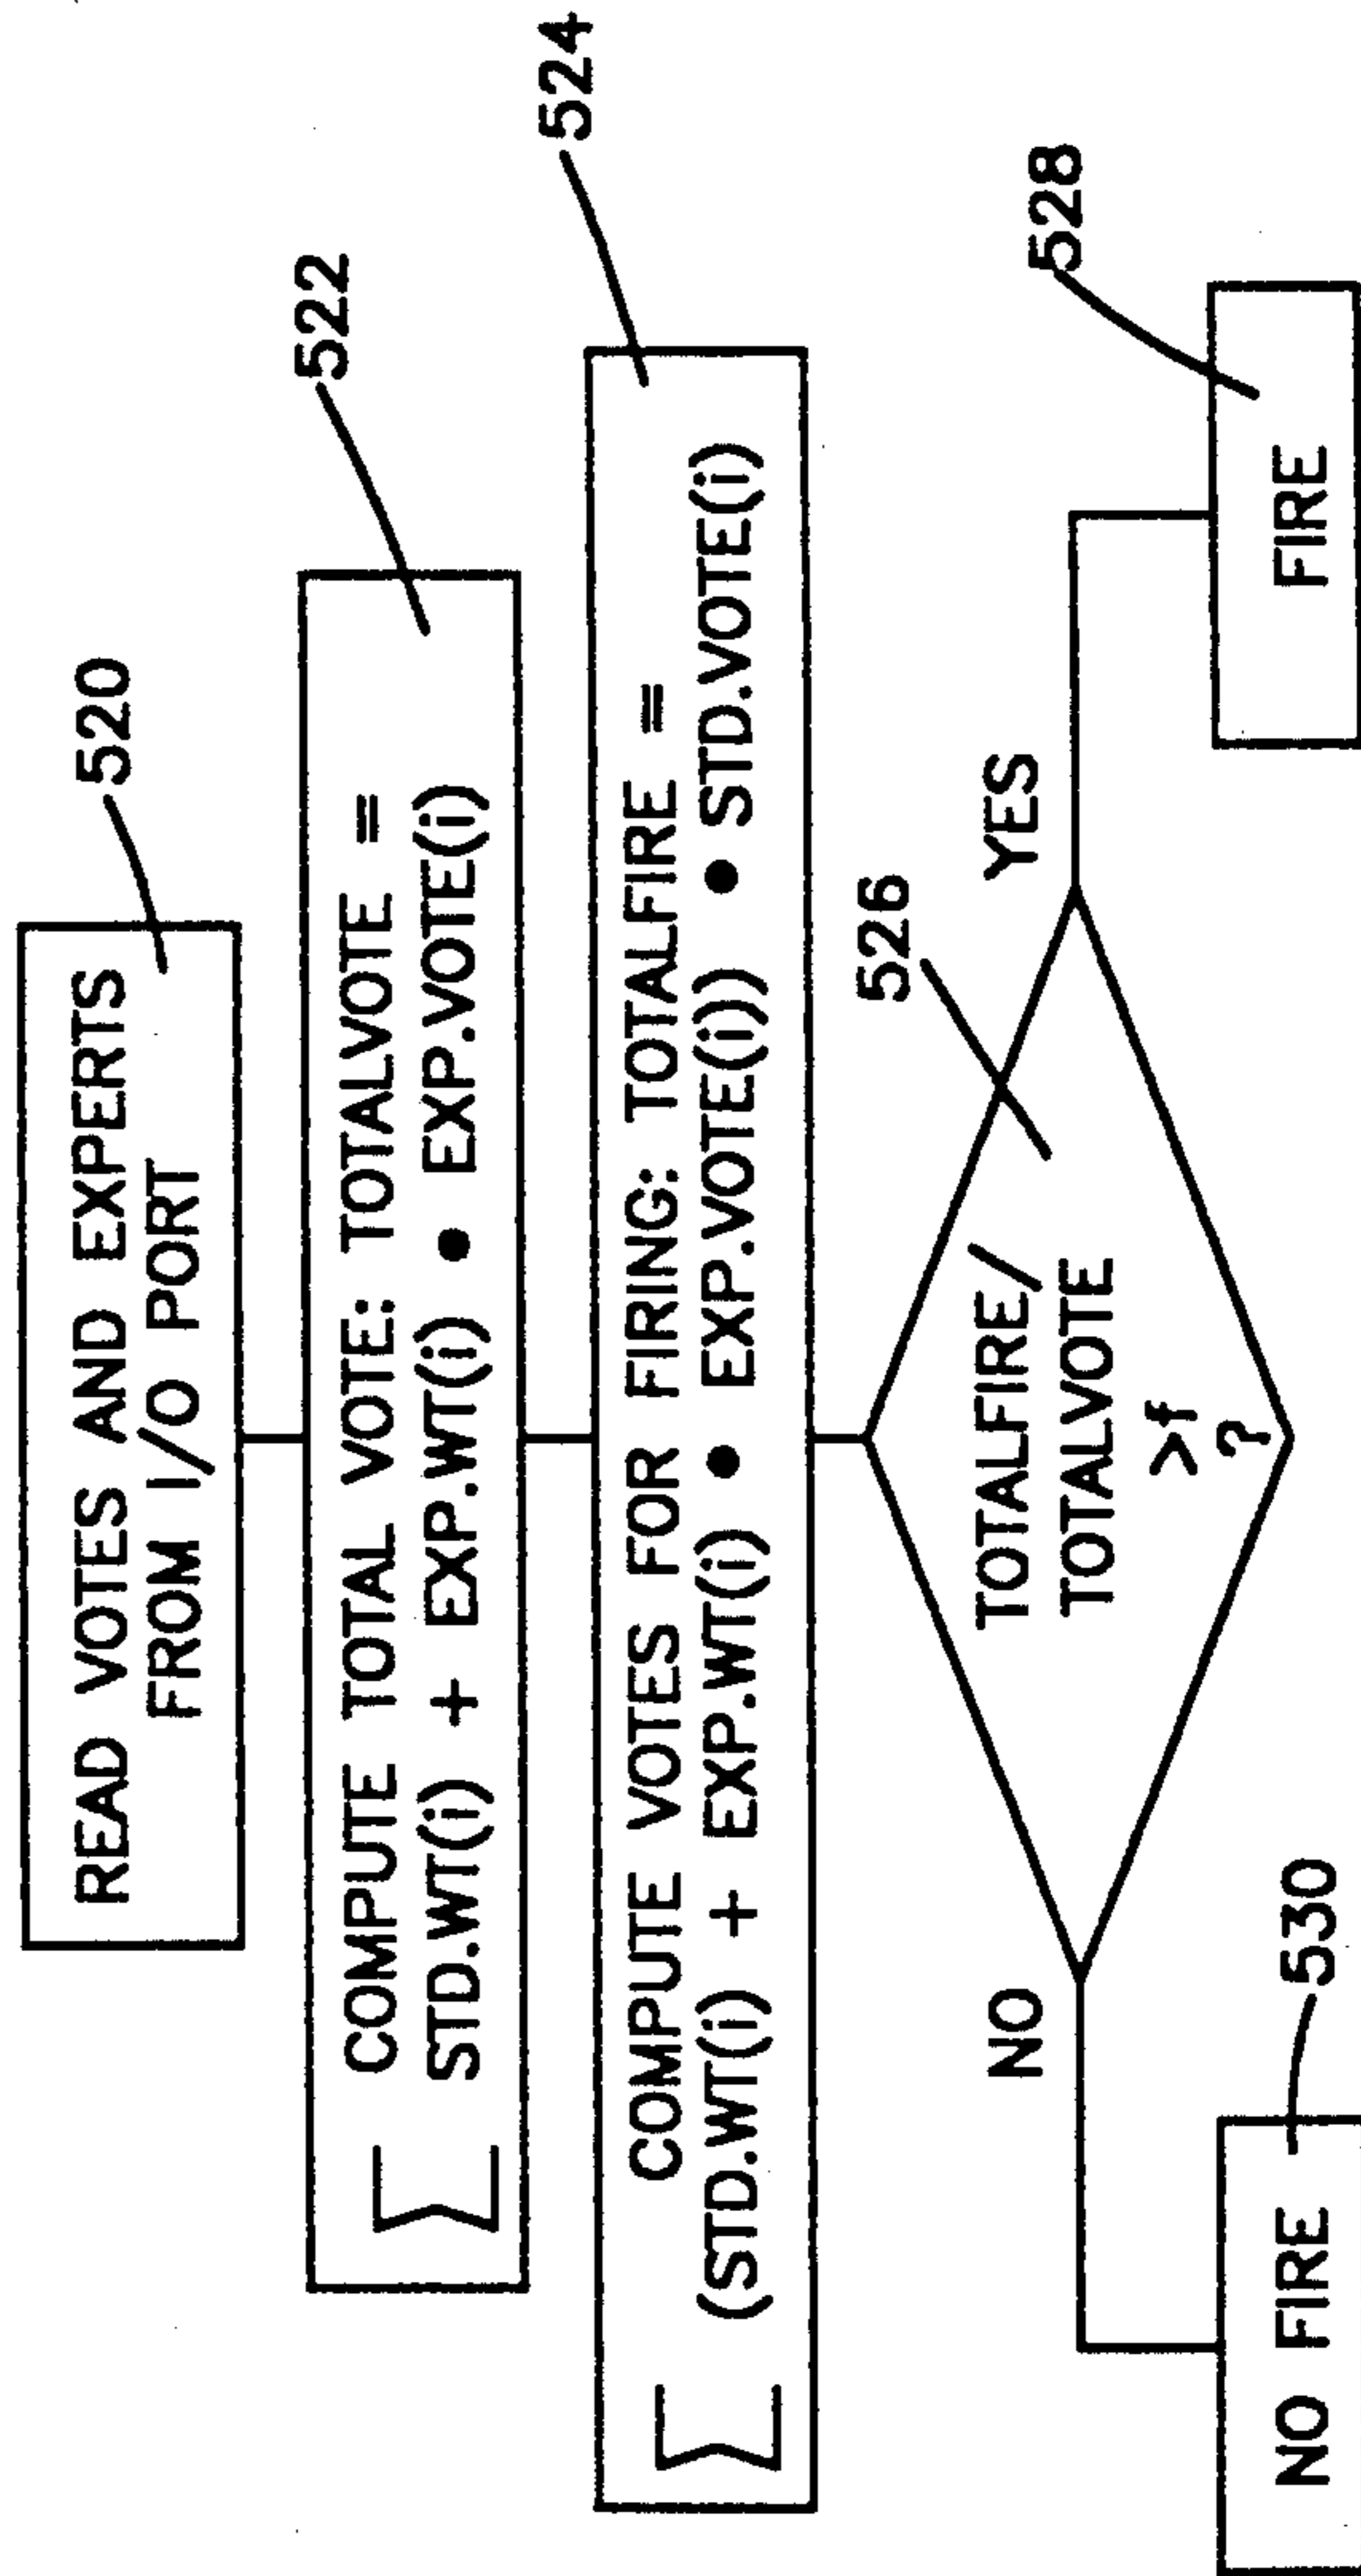 READ VOTES AND EXPERTS
FROM I/O PORT
520
COMPUTE TOTAL VOTE: TOTALVOTE =
∑ STD.WT(i) + EXP.WT(i) • EXP.VOTE(i)
522
COMPUTE VOTES FOR FIRING: TOTALFIRE =
∑ (STD.WT(i) + EXP.WT(i) • EXP.VOTE(i)) • STD.VOTE(i)
524
TOTALFIRE/
TOTALVOTE
>f
?
526
NO
YES
NO FIRE
530
FIRE
528